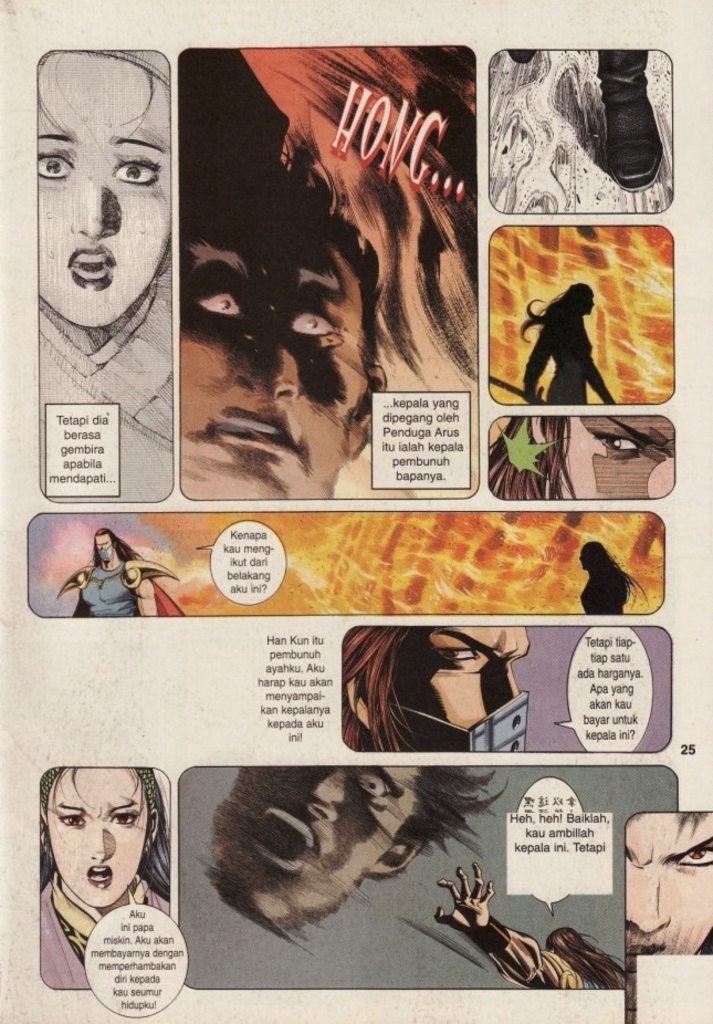 HONG...
Tetapi dia
berasa
gembira
apabila
mendapati...
...kepala yang
dipegang oleh
Penduga Arus
itu ialah kepala
pembunuh
bapanya.
Kenapa
kau meng-
ikut dari
belakang
aku ini?
Han Kun itu
pembunuh
ayahku. Aku
harap kau akan
menyampai-
kan kepalanya
kepada aku
ini!
Tetapi tiap-
tiap satu
ada harganya.
Apa yang
akan kau
bayar untuk
kepala ini?
25
Aku
ini papa
miskin. Aku akan
membayarnya dengan
memperhambakan
diri kepada
kau seumur
hidupku!
Heh, heh! Baiklah,
kau ambillah
kepala ini. Tetapi